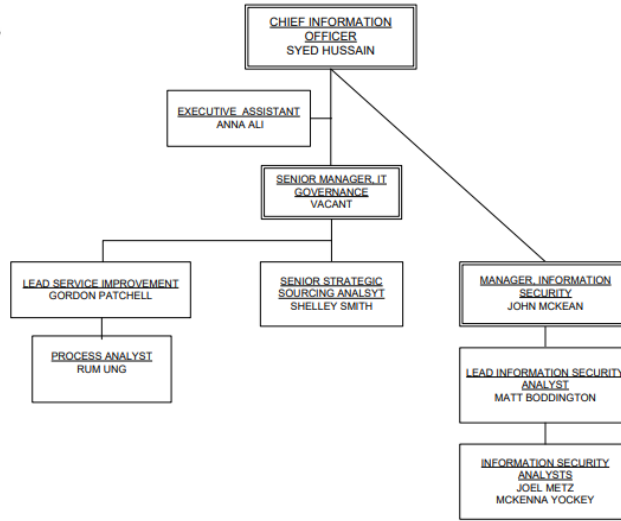 CHIEF INFORMATION
OFFICER
SYED HUSSAIN
EXECUTIVE ASSISTANT
ANNA ALI
SENIOR MANAGER, IT
GOVERNANCE
VACANT
LEAD SERVICE IMPROVEMENT
GORDON PATCHELL
SENIOR STRATEGIC
SOURCING ANALSYT
SHELLEY SMITH
MANAGER, INFORMATION
SECURITY
JOHN MCKEAN
PROCESS ANALYST
RUM UNG
LEAD INFORMATION SECURITY
ANALYST
MATT BODDINGTON
INFORMATION SECURITY
ANALYSTS
JOEL METZ
MCKENNA YOCKEY